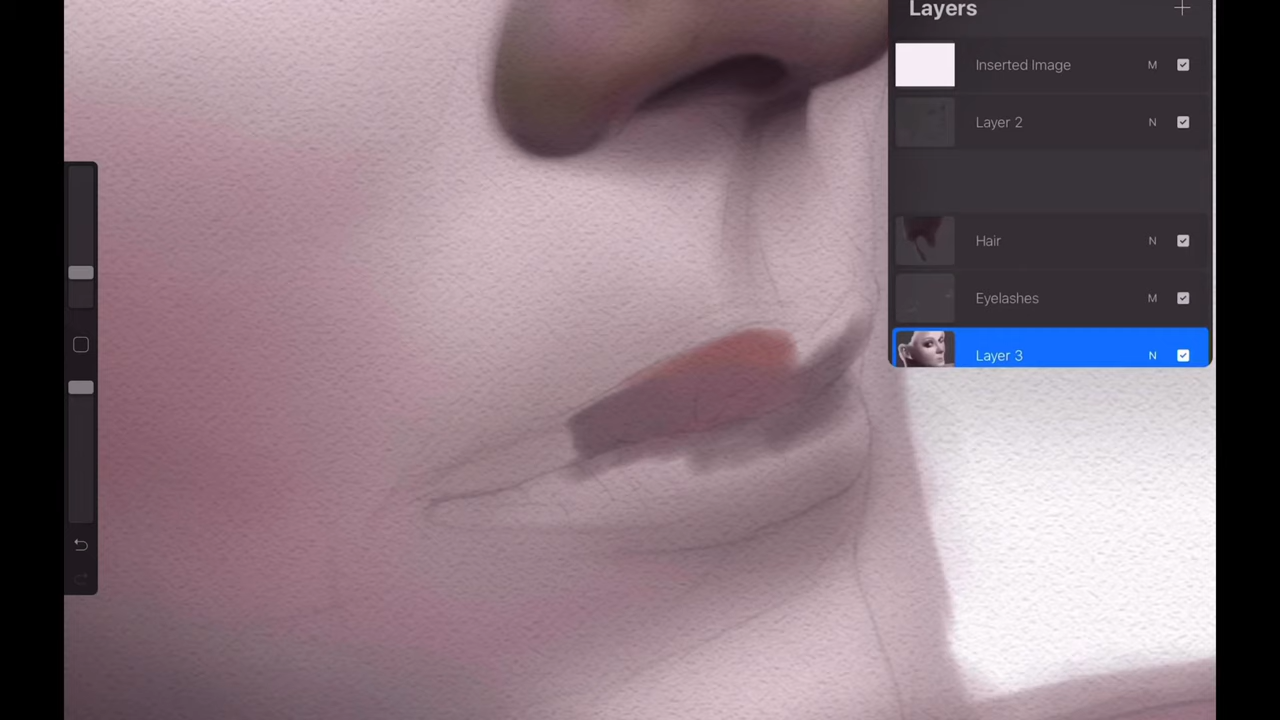 Layers
Inserted Image M
Layer 2 N
Hair N
Eyelashes M
Layer 3 N